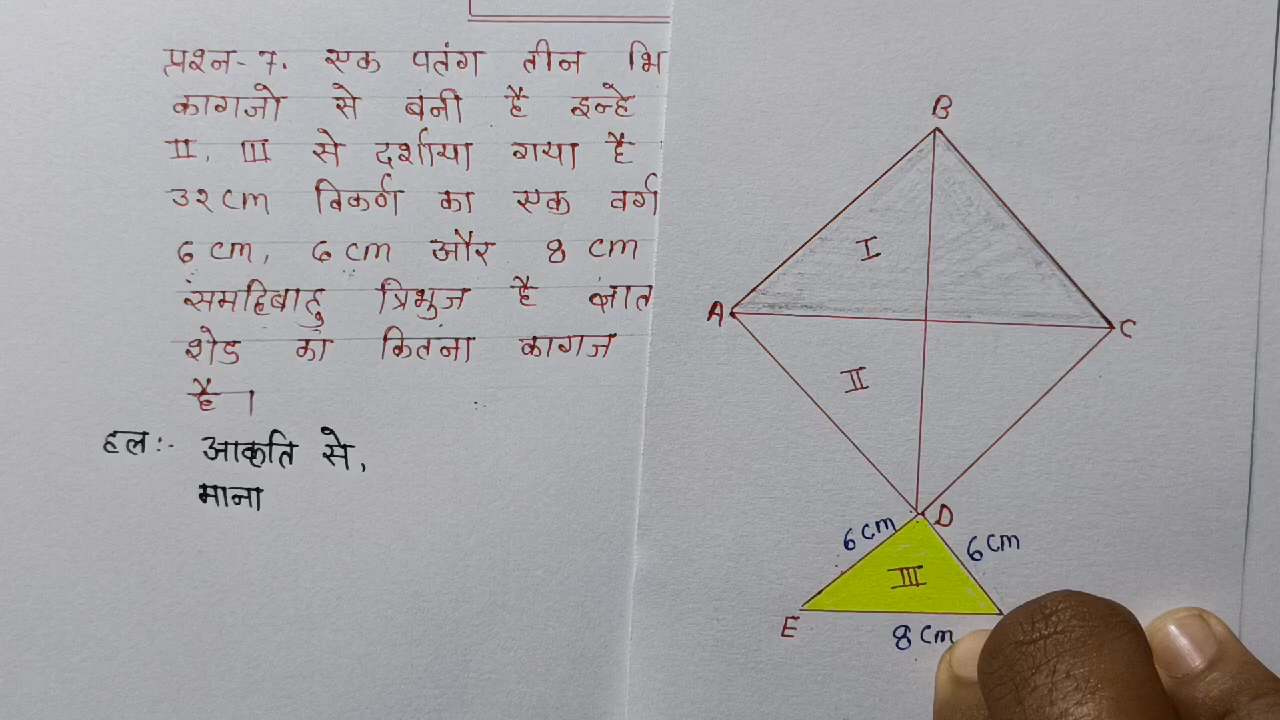 प्रश्न-7. एक पतंग तीन भि
कागजो से बनी है इन्हे
II, III से दर्शाया गया है
32 cm विकर्ण का एक वर्ग
6 cm, 6 cm और 8 cm
समद्विबाहु त्रिभुज है ज्ञात
शेड का कितना कागज
है।
हल:- आकृति से,
माना
B
I
A
C
II
D
6 cm
6 cm
III
E
8 cm